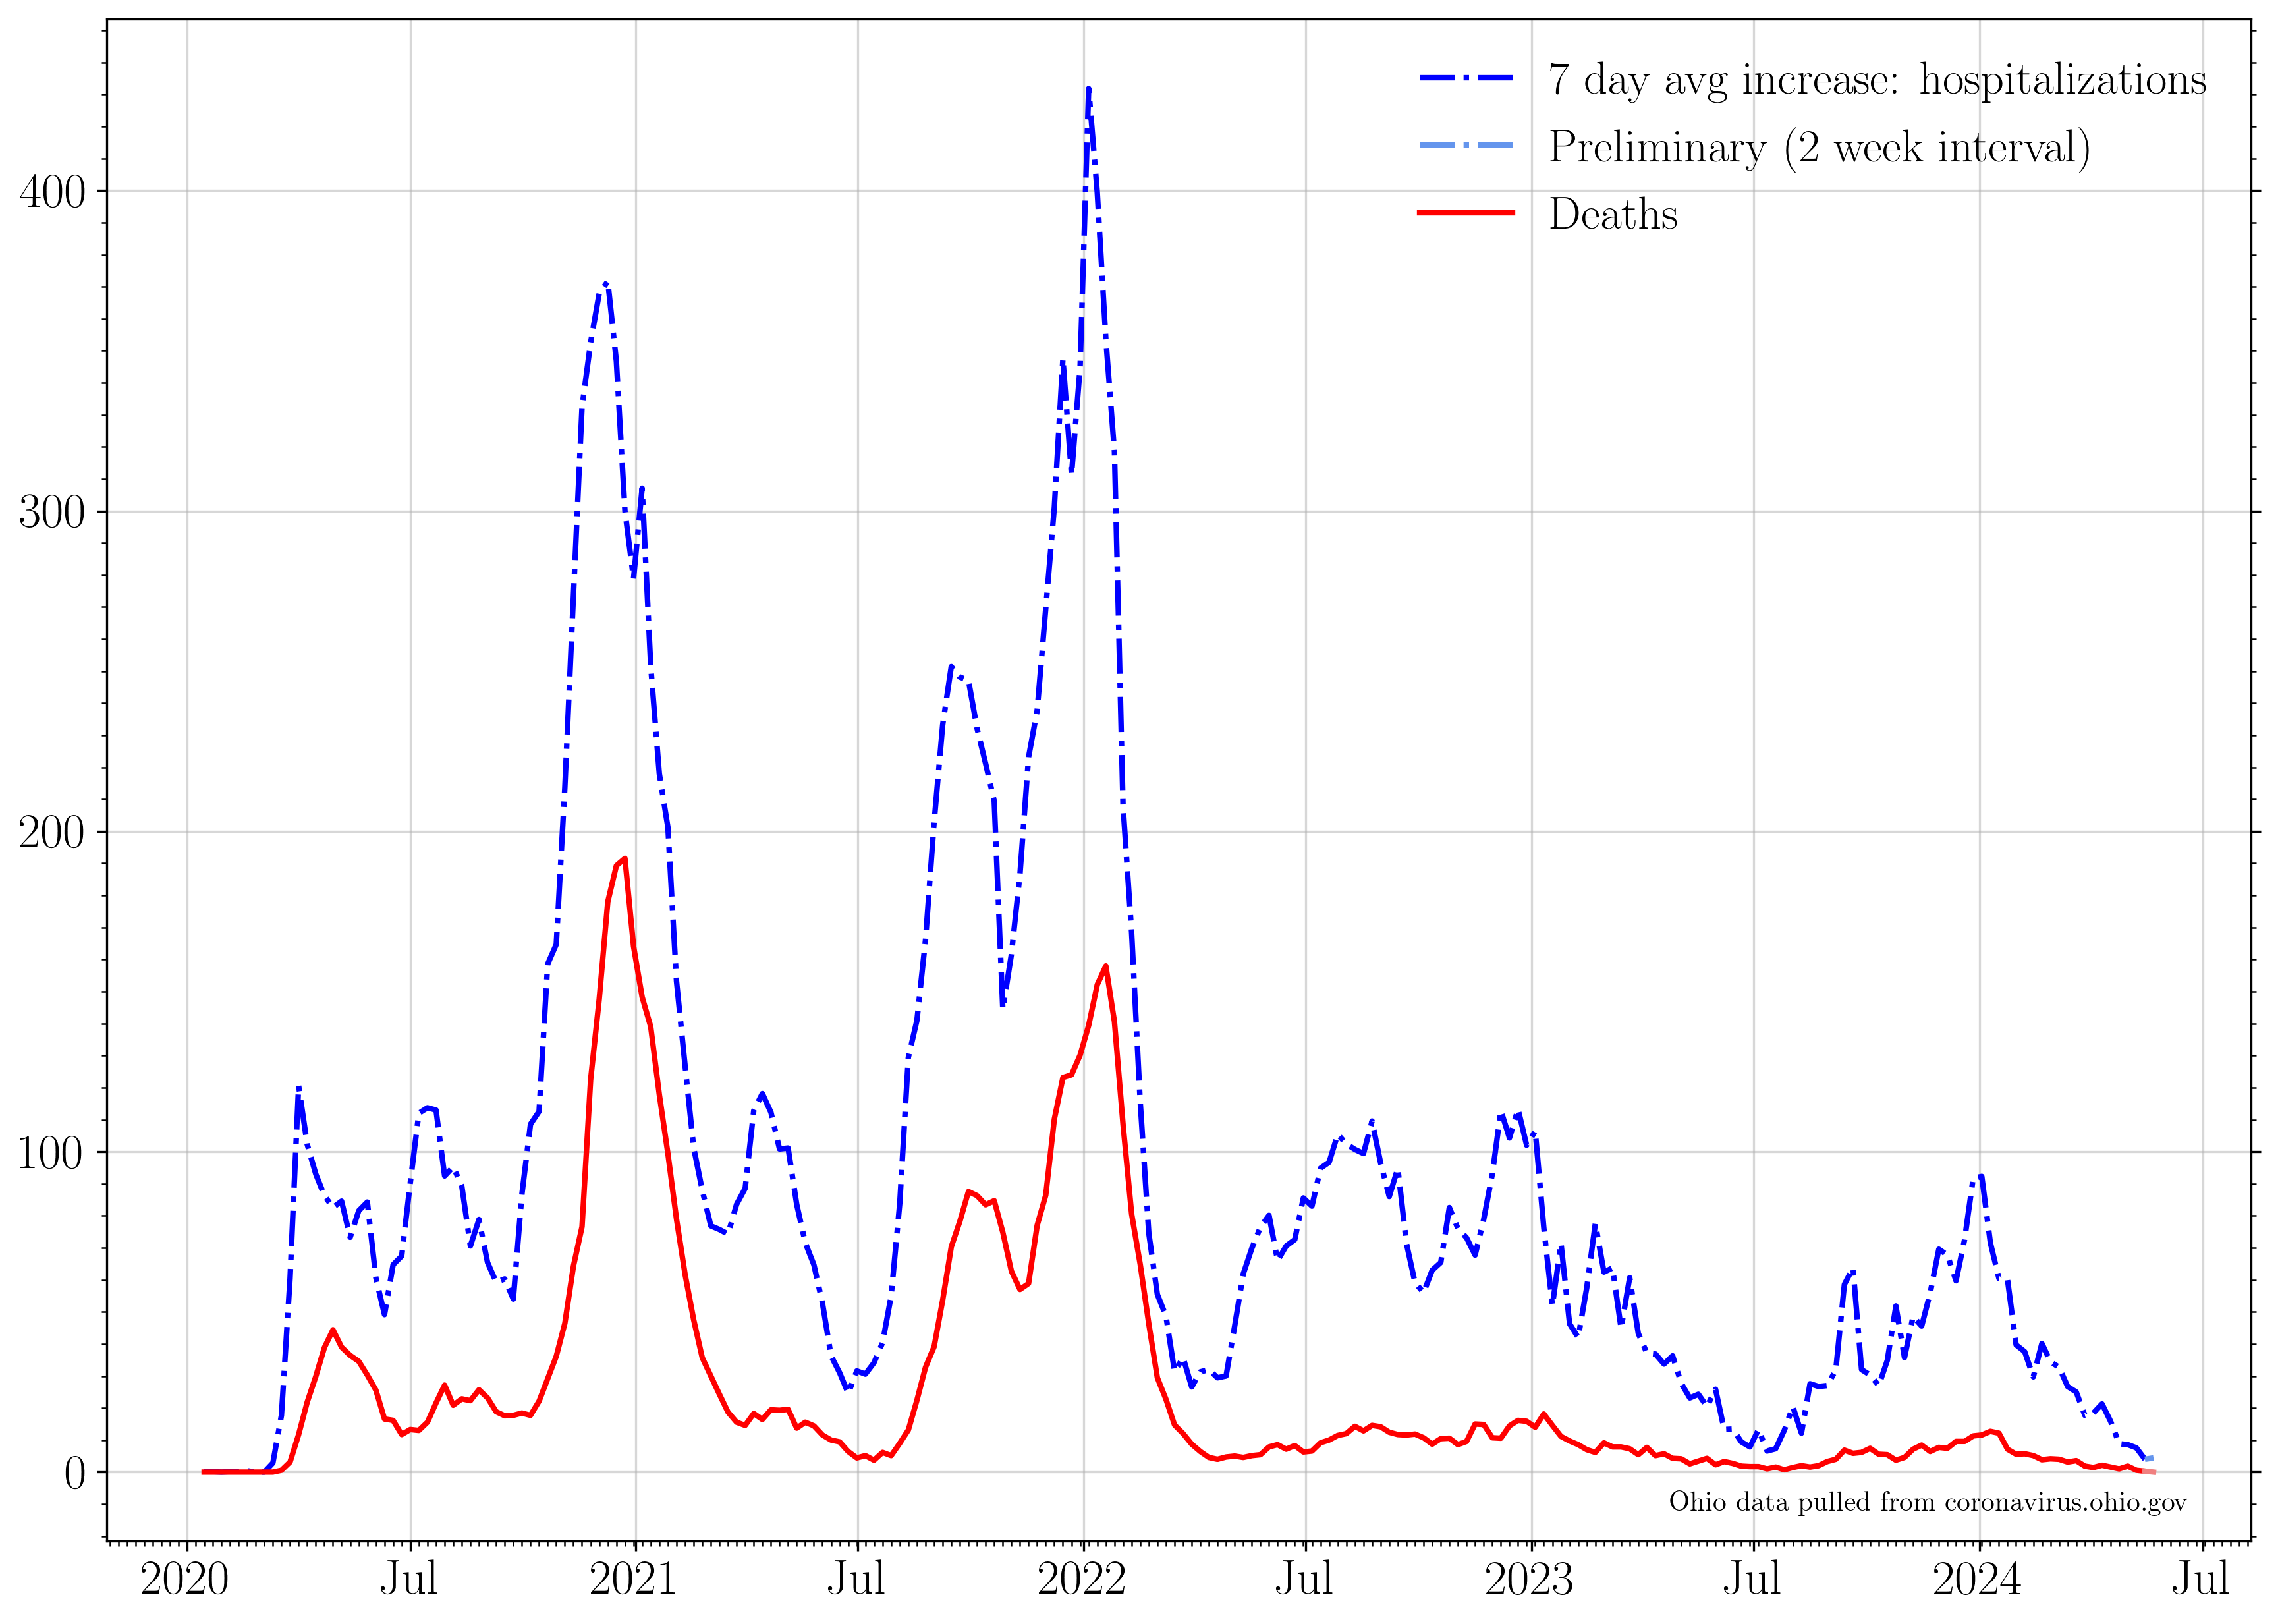 7 day avg increase: hospitalizations
Preliminary (2 week interval)
Deaths
400
300
200
100
0
Ohio data pulled from coronavirus.ohio.gov
2020 Jul 2021 Jul 2022 Jul 2023 Jul 2024 Jul